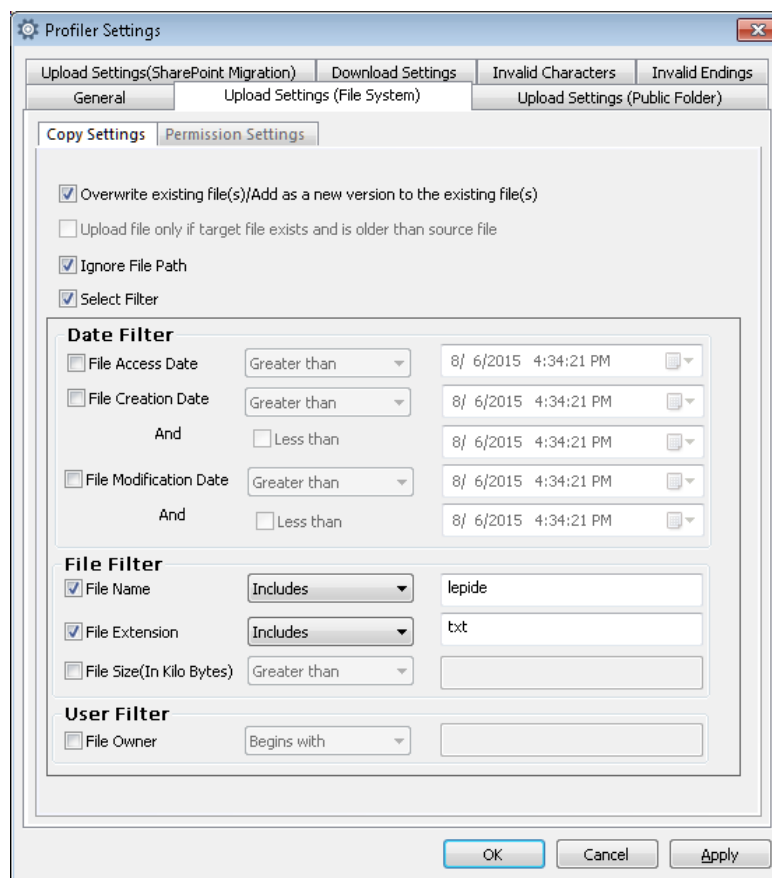 Profiler Settings
Upload Settings(SharePoint Migration) Download Settings Invalid Characters Invalid Endings
General Upload Settings (File System) Upload Settings (Public Folder)
Copy Settings Permission Settings
Overwrite existing file(s)/Add as a new version to the existing file(s)
Upload file only if target file exists and is older than source file
Ignore File Path
Select Filter
Date Filter
File Access Date Greater than 8/ 6/2015 4:34:21 PM
File Creation Date Greater than 8/ 6/2015 4:34:21 PM
And Less than 8/ 6/2015 4:34:21 PM
File Modification Date Greater than 8/ 6/2015 4:34:21 PM
And Less than 8/ 6/2015 4:34:21 PM
File Filter
File Name Includes lepide
File Extension Includes txt
File Size(In Kilo Bytes) Greater than
User Filter
File Owner Begins with
OK Cancel Apply